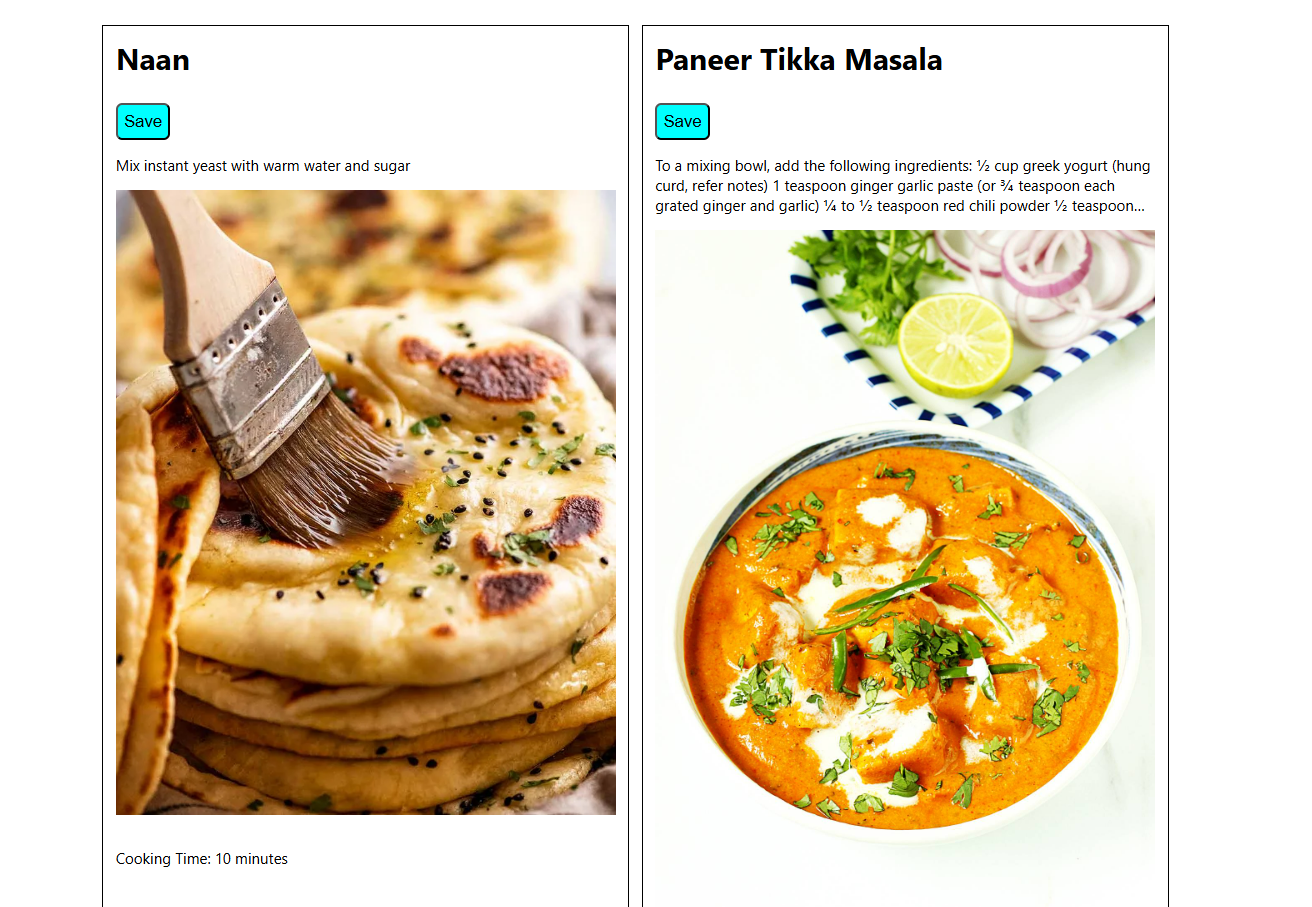 Naan
Save
Mix instant yeast with warm water and sugar
Cooking Time: 10 minutes
Paneer Tikka Masala
Save
To a mixing bowl, add the following ingredients: ½ cup greek yogurt (hung
curd, refer notes) 1 teaspoon ginger garlic paste (or ¾ teaspoon each
grated ginger and garlic) ¼ to ½ teaspoon red chili powder ½ teaspoon...